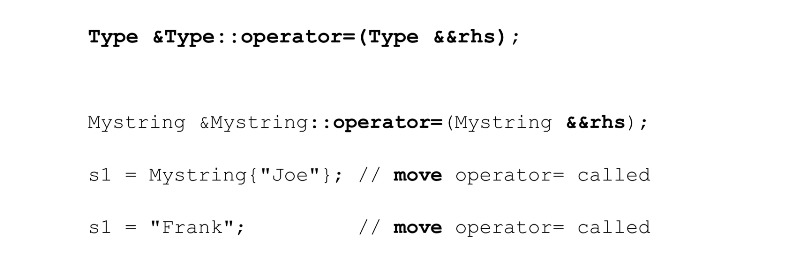 Type &Type::operator=(Type &&rhs);
Mystring &Mystring::operator=(Mystring &&rhs);
s1 = Mystring{"Joe"}; // move operator= called
s1 = "Frank";         // move operator= called